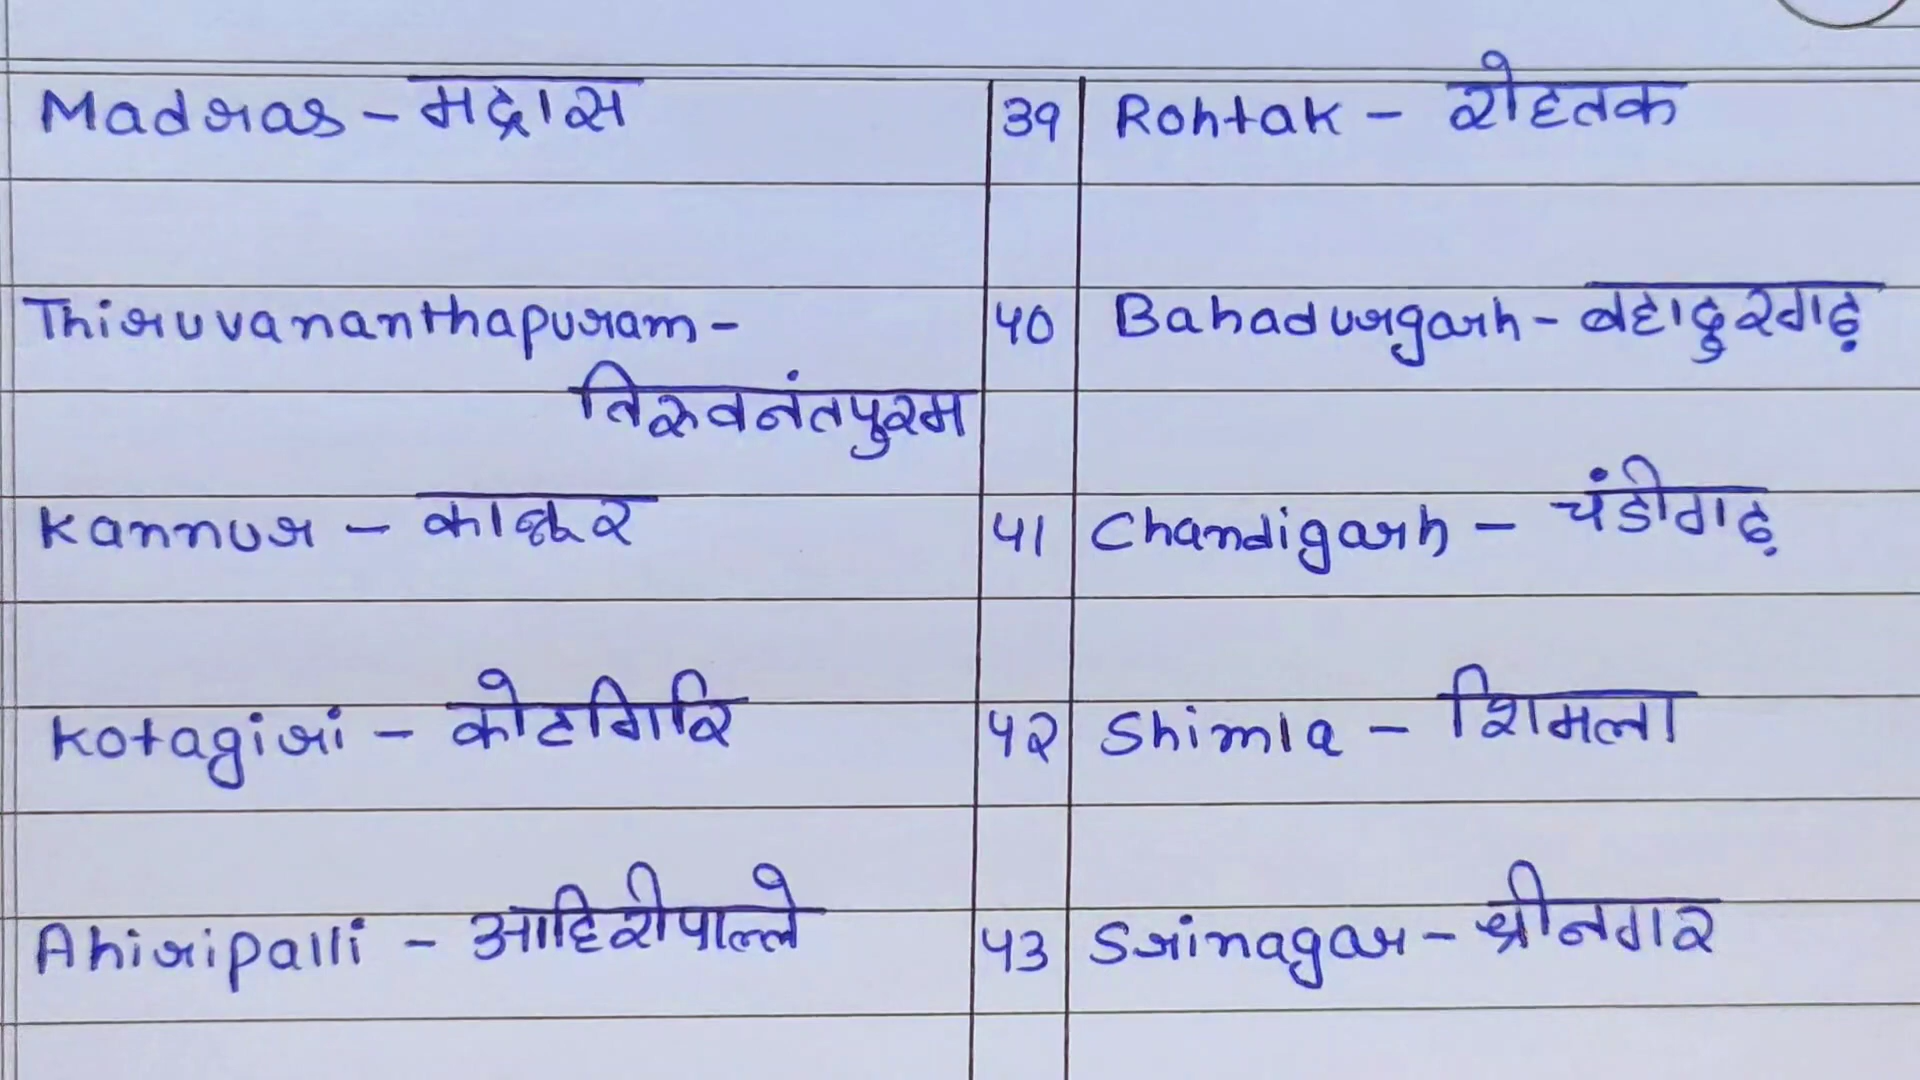 Madras - मद्रास
Thiruvananthapuram -
तिरुवनंतपुरम
Kannur - कान्नूर
Kotagiri - कोटागिरि
Ahiripalli - आहिरीपाल्ले
39 Rohtak - रोहतक
40 Bahadurgarh - बहादुरगढ़
41 Chandigarh - चंडीगढ़
42 Shimla - शिमला
43 Srinagar - श्रीनगर